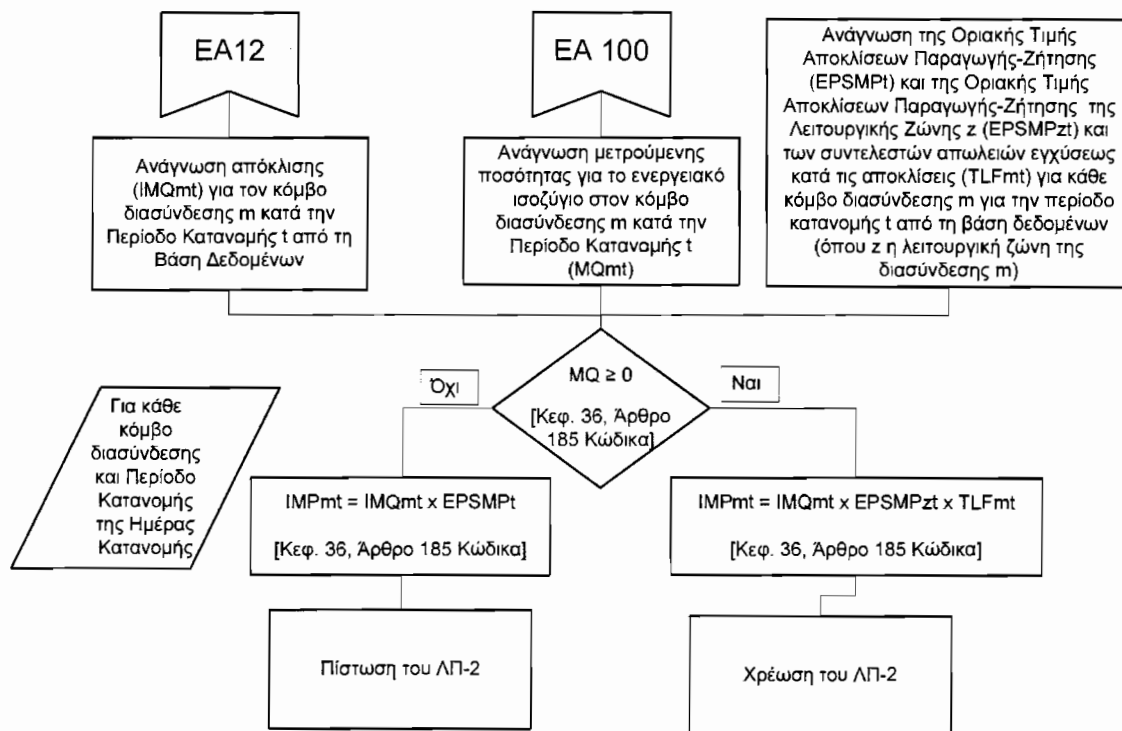 ΕΑ12
Ανάγνωση απόκλισης
(IMQmt) για τον κόμβο
διασύνδεσης m κατά την
Περίοδο Κατανομής t από τη
Βάση Δεδομένων
ΕΑ 100
Ανάγνωση μετρούμενης
ποσότητας για το ενεργειακό
ισοζύγιο στον κόμβο
διασύνδεσης m κατά την
Περίοδο Κατανομής t
(MQmt)
Ανάγνωση της Οριακής Τιμής
Αποκλίσεων Παραγωγής-Ζήτησης
(EPSMPt) και της Οριακής Τιμής
Αποκλίσεων Παραγωγής-Ζήτησης της
Λειτουργικής Ζώνης z (EPSMPzt) και
των συντελεστών απωλειών εγχύσεως
κατά τις αποκλίσεις (TLFmt) για κάθε
κόμβο διασύνδεσης m για την περίοδο
κατανομής t από τη βάση δεδομένων
(όπου z η λειτουργική ζώνη της
διασύνδεσης m)
Όχι
MQ ≥ 0
[Κεφ. 36, Άρθρο
185 Κώδικα]
Ναι
Για κάθε
κόμβο
διασύνδεσης
και Περίοδο
Κατανομής
της Ημέρας
Κατανομής
IMPmt = IMQmt x EPSMPt
[Κεφ. 36, Άρθρο 185 Κώδικα]
IMPmt = IMQmt x EPSMPzt x TLFmt
[Κεφ. 36, Άρθρο 185 Κώδικα]
Πίστωση του ΛΠ-2
Χρέωση του ΛΠ-2